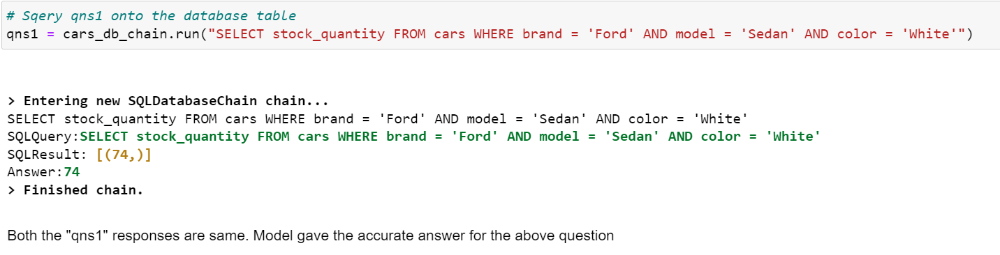 # Sqery qns1 onto the database table
qns1 = cars_db_chain.run("SELECT stock_quantity FROM cars WHERE brand = 'Ford' AND model = 'Sedan' AND color = 'White'")
> Entering new SQLDatabaseChain chain...
SELECT stock_quantity FROM cars WHERE brand = 'Ford' AND model = 'Sedan' AND color = 'White'
SQLQuery:SELECT stock_quantity FROM cars WHERE brand = 'Ford' AND model = 'Sedan' AND color = 'White'
SQLResult: [(74,)]
Answer:74
> Finished chain.
Both the "qns1" responses are same. Model gave the accurate answer for the above question